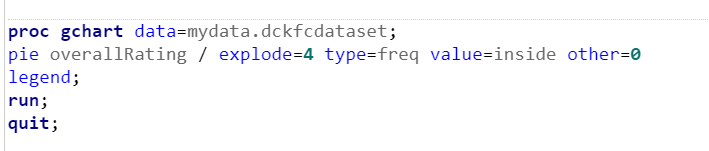 proc gchart data=mydata.dckfcdataset;
pie overallRating / explode=4 type=freq value=inside other=0
legend;
run;
quit;